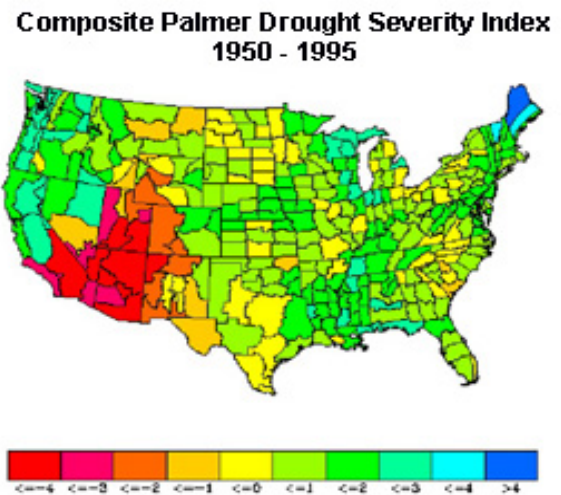 Composite Palmer Drought Severity Index
1950 - 1995
<=-4 <=-3 <=-2 <=-1 <=0 <=1 <=2 <=3 <=4 >4